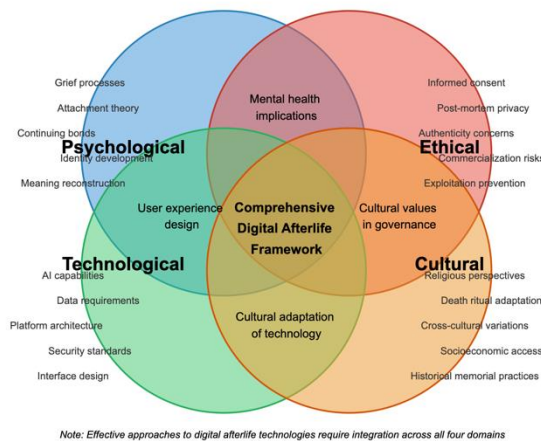 Grief processes
Attachment theory
Continuing bonds
Psychological
Identity development
Meaning reconstruction
Mental health
implications
Informed consent
Post-mortem privacy
Authenticity concerns
Ethical
Commercialization risks
Exploitation prevention
User experience
design
Comprehensive
Digital Afterlife
Framework
Cultural values
in governance
Technological
AI capabilities
Data requirements
Platform architecture
Security standards
Interface design
Cultural adaptation
of technology
Cultural
Religious perspectives
Death ritual adaptation
Cross-cultural variations
Socioeconomic access
Historical memorial practices
Note: Effective approaches to digital afterlife technologies require integration across all four domains